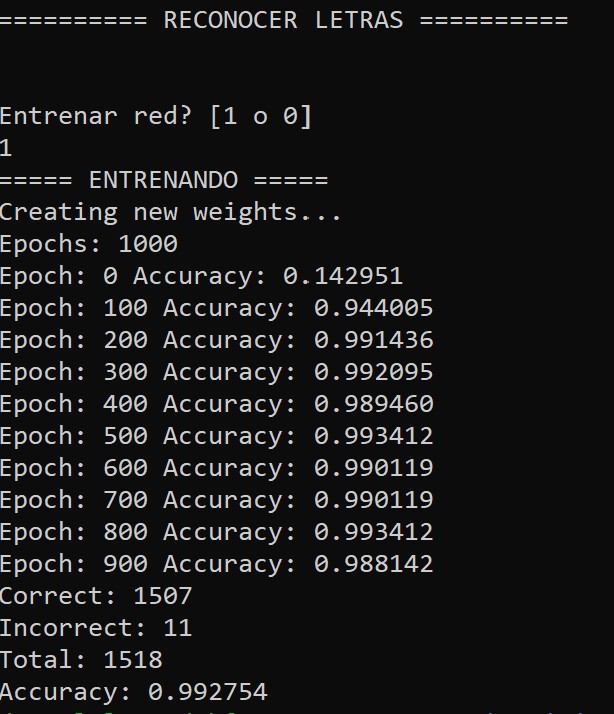 ========== RECONOCER LETRAS ==========
Entrenar red? [1 o 0]
1
===== ENTRENANDO =====
Creating new weights...
Epochs: 1000
Epoch: 0 Accuracy: 0.142951
Epoch: 100 Accuracy: 0.944005
Epoch: 200 Accuracy: 0.991436
Epoch: 300 Accuracy: 0.992095
Epoch: 400 Accuracy: 0.989460
Epoch: 500 Accuracy: 0.993412
Epoch: 600 Accuracy: 0.990119
Epoch: 700 Accuracy: 0.990119
Epoch: 800 Accuracy: 0.993412
Epoch: 900 Accuracy: 0.988142
Correct: 1507
Incorrect: 11
Total: 1518
Accuracy: 0.992754